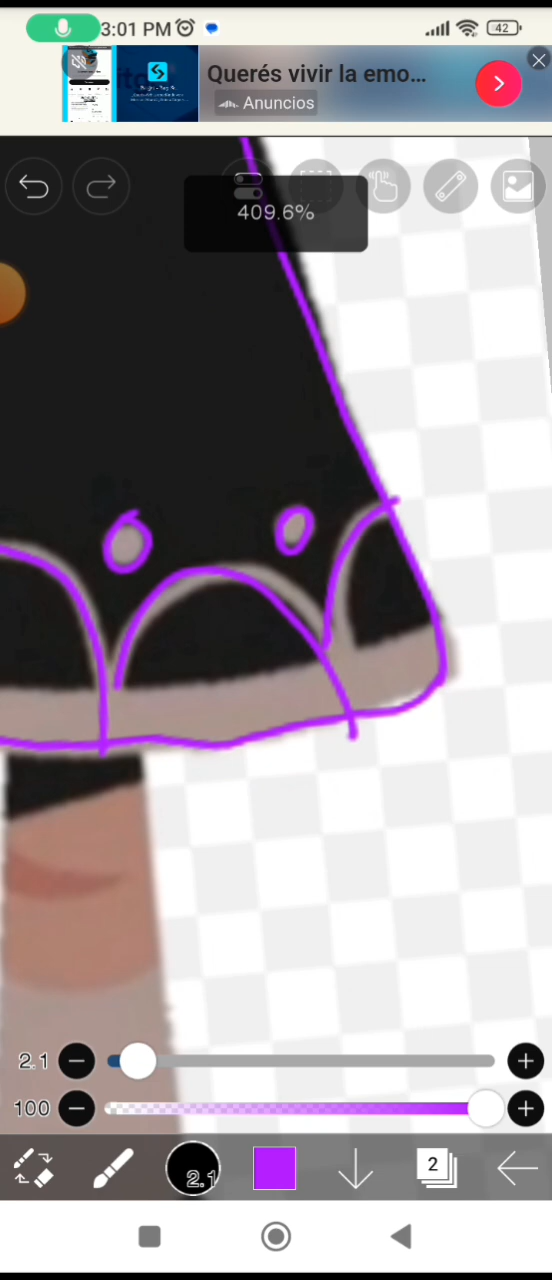 3:01 PM
42
Querés vivir la emo...
Anuncios
409.6%
2.1
100
2.1
2